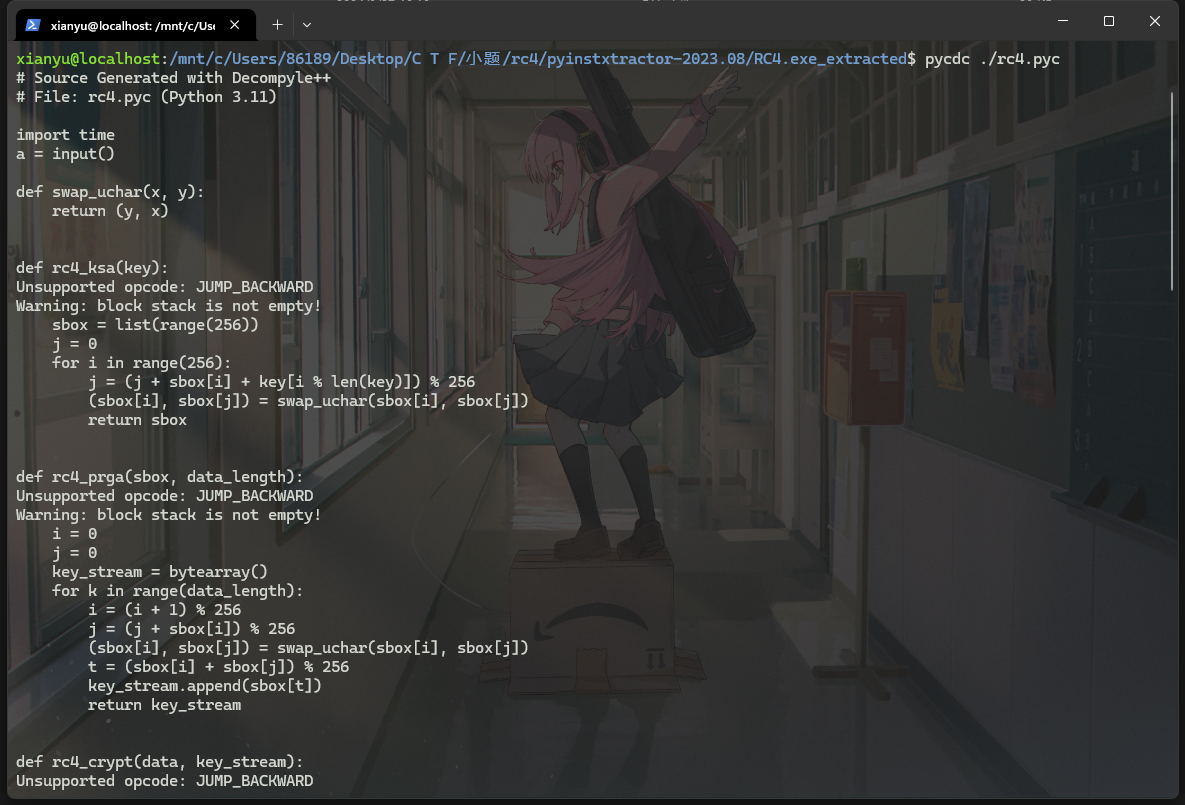 xianyu@localhost: /mnt/c/Use
xianyu@localhost:/mnt/c/Users/86189/Desktop/C T F/小题/rc4/pyinstxtractor-2023.08/RC4.exe_extracted$ pycdc ./rc4.pyc
# Source Generated with Decompyle++
# File: rc4.pyc (Python 3.11)

import time
a = input()

def swap_uchar(x, y):
    return (y, x)


def rc4_ksa(key):
Unsupported opcode: JUMP_BACKWARD
Warning: block stack is not empty!
    sbox = list(range(256))
    j = 0
    for i in range(256):
        j = (j + sbox[i] + key[i % len(key)]) % 256
        (sbox[i], sbox[j]) = swap_uchar(sbox[i], sbox[j])
        return sbox


def rc4_prga(sbox, data_length):
Unsupported opcode: JUMP_BACKWARD
Warning: block stack is not empty!
    i = 0
    j = 0
    key_stream = bytearray()
    for k in range(data_length):
        i = (i + 1) % 256
        j = (j + sbox[i]) % 256
        (sbox[i], sbox[j]) = swap_uchar(sbox[i], sbox[j])
        t = (sbox[i] + sbox[j]) % 256
        key_stream.append(sbox[t])
        return key_stream


def rc4_crypt(data, key_stream):
Unsupported opcode: JUMP_BACKWARD